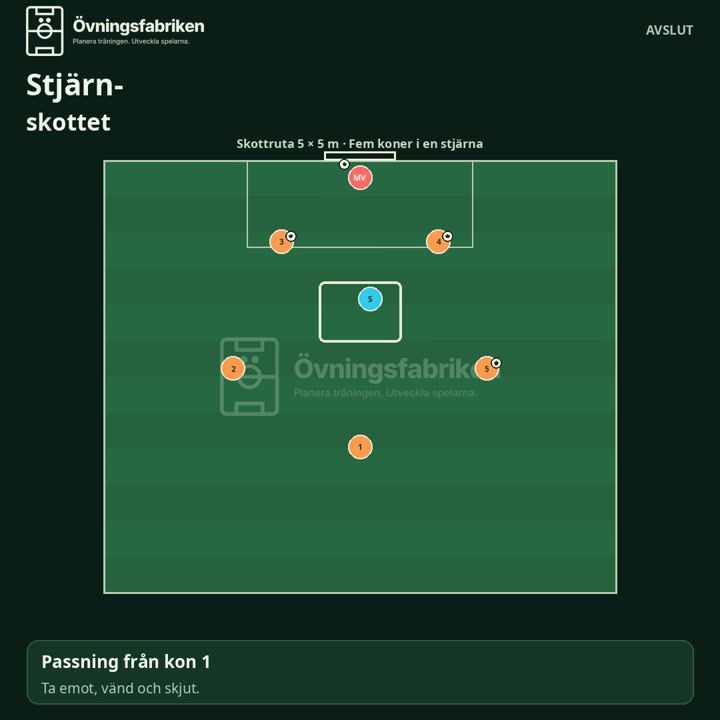 Övningsfabriken
Planera träningen. Utveckla spelarna.
AVSLUT
Stjärn-
skottet
Skottruta 5 × 5 m · Fem koner i en stjärna
MV
3
4
S
Övningsfabriken
Planera träningen. Utveckla spelarna.
2
5
1
Passning från kon 1
Ta emot, vänd och skjut.